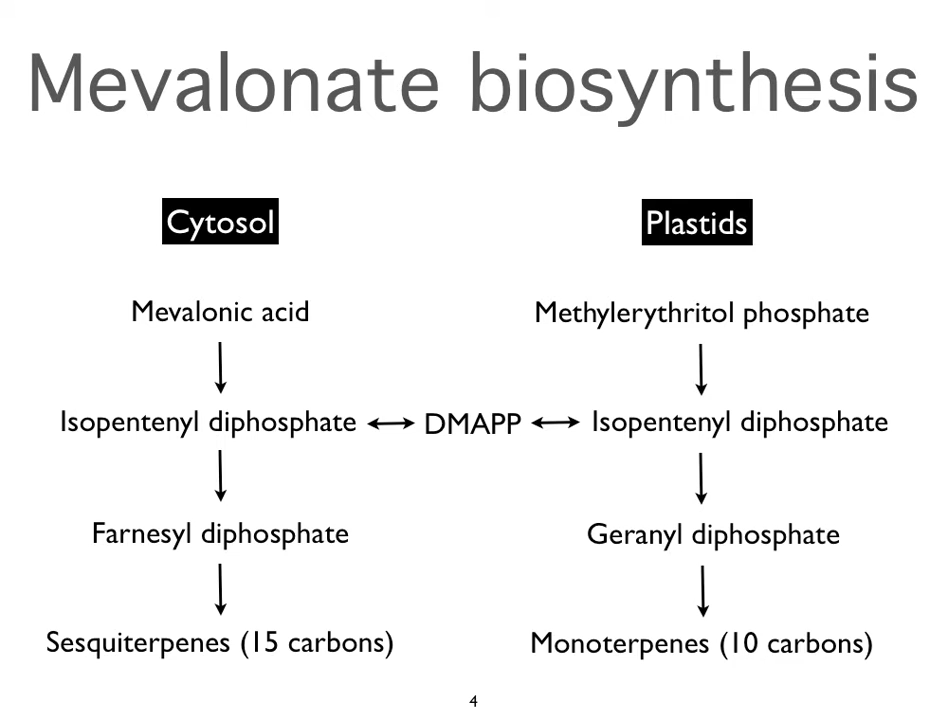 Mevalonate biosynthesis
Cytosol
Plastids
Mevalonic acid
Methylerythritol phosphate
Isopentenyl diphosphate
DMAPP
Isopentenyl diphosphate
Farnesyl diphosphate
Geranyl diphosphate
Sesquiterpenes (15 carbons)
Monoterpenes (10 carbons)
4